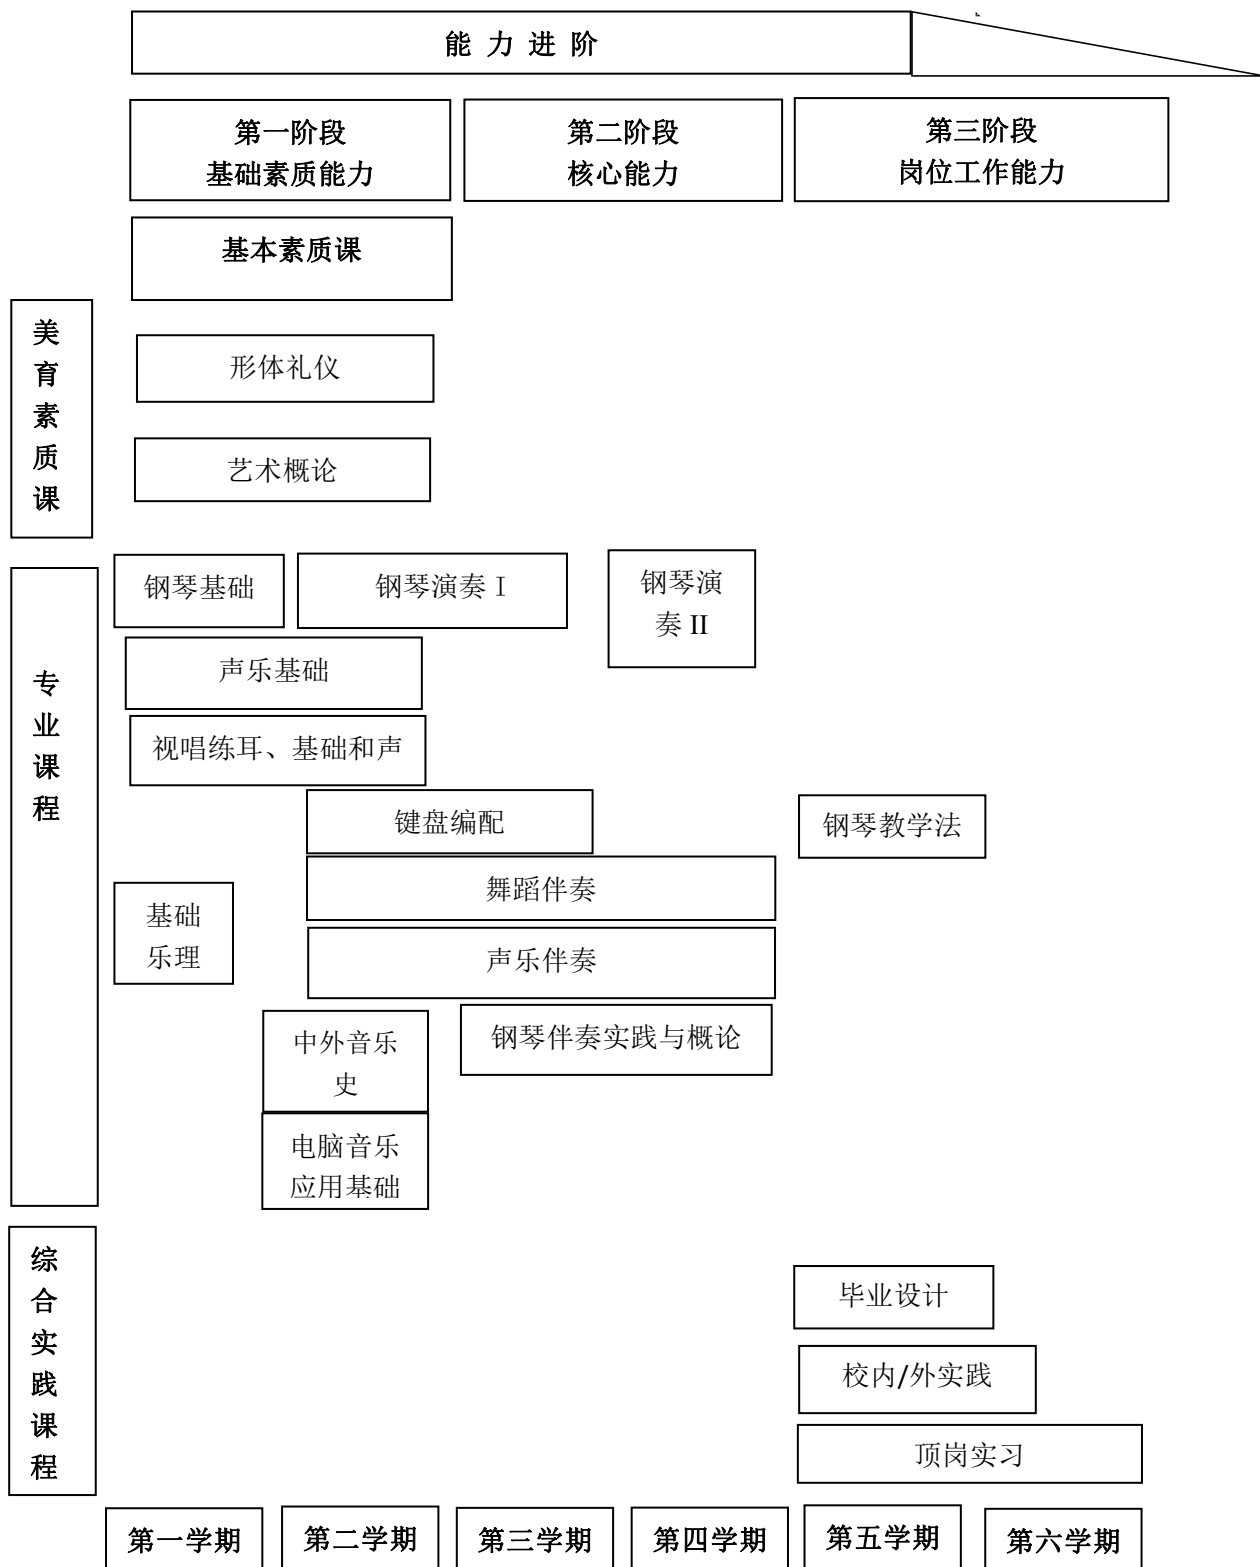 能 力 进 阶
第一阶段
基础素质能力
第二阶段
核心能力
第三阶段
岗位工作能力
基本素质课
美
育
素
质
课
形体礼仪
艺术概论
专
业
课
程
钢琴基础
钢琴演奏 I
钢琴演
奏 II
声乐基础
视唱练耳、基础和声
键盘编配
钢琴教学法
舞蹈伴奏
基础
乐理
声乐伴奏
中外音乐
史
钢琴伴奏实践与概论
电脑音乐
应用基础
综
合
实
践
课
程
毕业设计
校内/外实践
顶岗实习
第一学期
第二学期
第三学期
第四学期
第五学期
第六学期